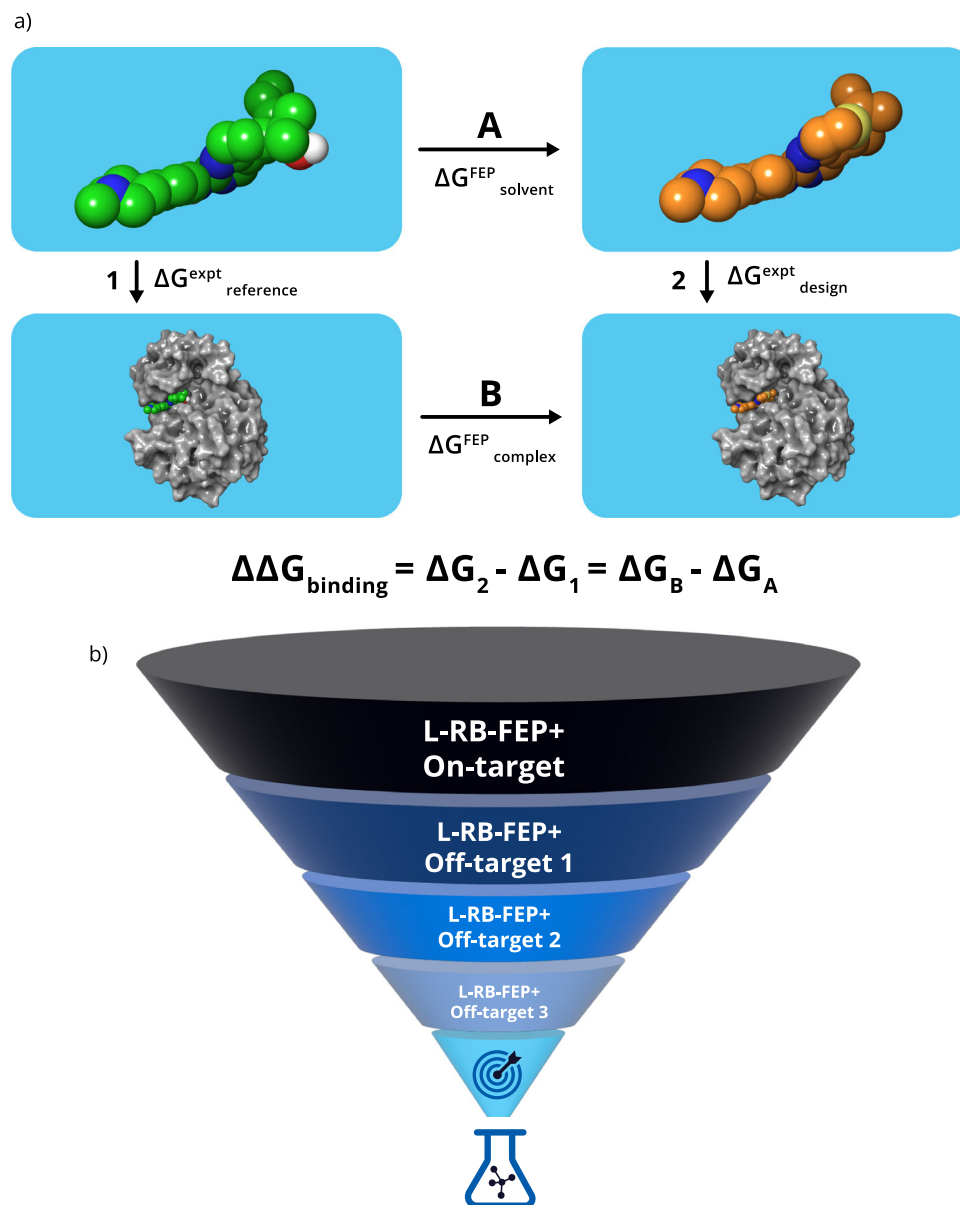 a)
A
ΔG^FEP_solvent
1 ΔG^expt_reference
2 ΔG^expt_design
B
ΔG^FEP_complex
ΔΔG_binding = ΔG_2 - ΔG_1 = ΔG_B - ΔG_A
b)
L-RB-FEP+
On-target
L-RB-FEP+
Off-target 1
L-RB-FEP+
Off-target 2
L-RB-FEP+
Off-target 3